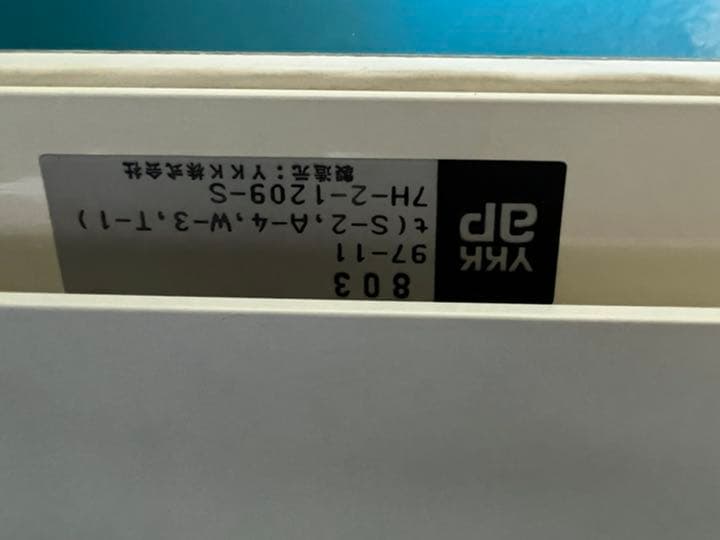 YKK
ap
803
97-11
t(S-2,A-4,W-3,T-1)
7H-2-1209-S
製造元:YKK株式会社